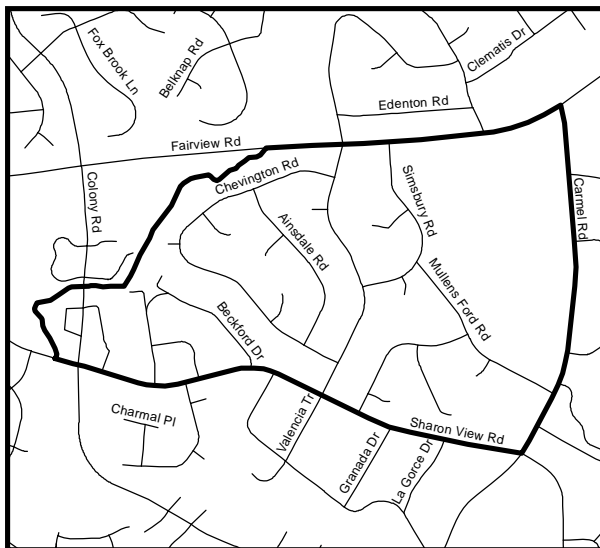 Fox Brook Ln
Belknap Rd
Clematis Dr
Edenton Rd
Fairview Rd
Chevington Rd
Simsbury Rd
Carmel Rd
Colony Rd
Ainsdale Rd
Mullens Ford Rd
Beckford Dr
Charmal Pl
Valencia Tr
Sharon View Rd
Granada Dr
La Gorce Dr